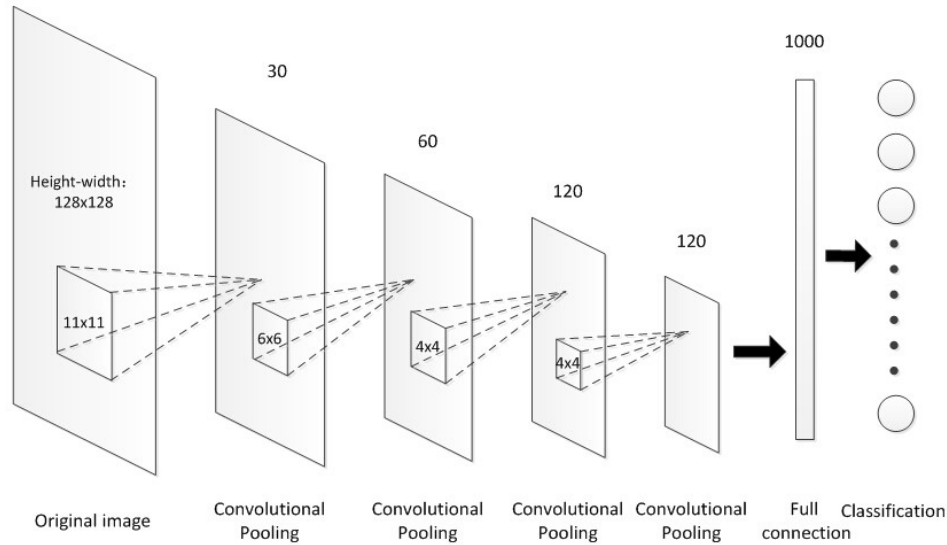 1000
30
60
120
120
Height-width:
128x128
11x11
6x6
4x4
4x4
Original image
Convolutional
Pooling
Convolutional
Pooling
Convolutional
Pooling
Convolutional
Pooling
Full
connection
Classification